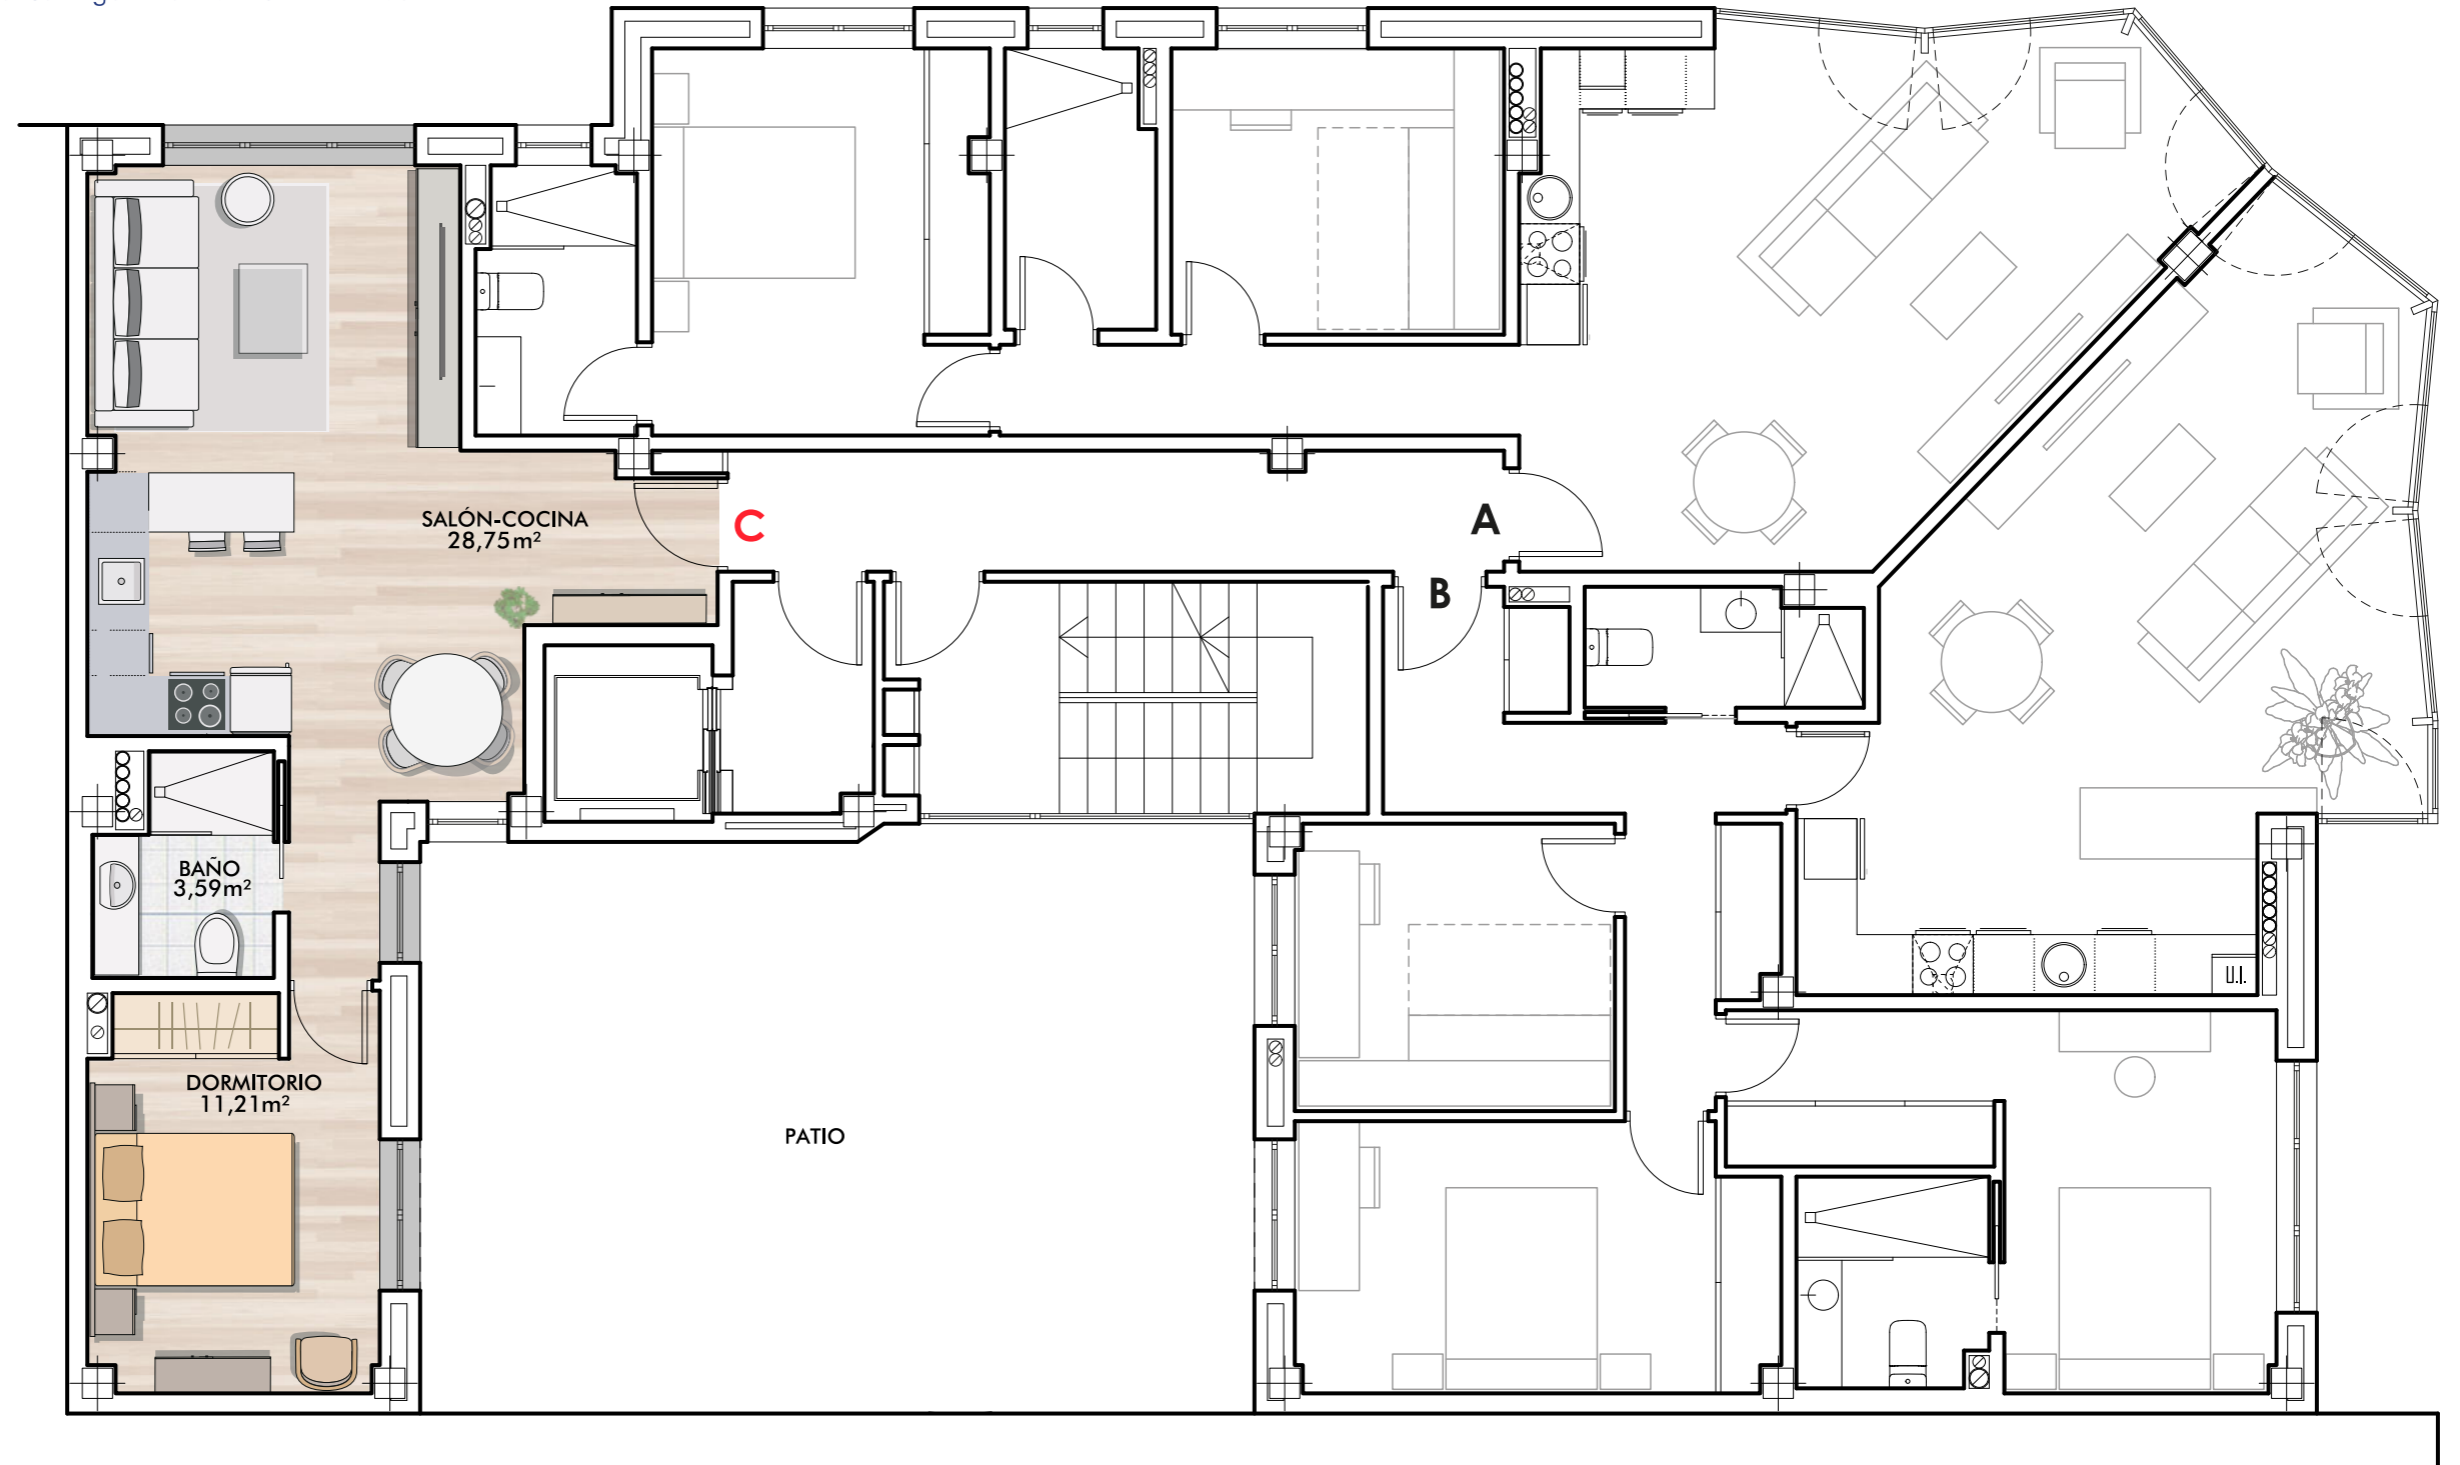 SALÓN-COCINA
28,75m²
C
A
B
BAÑO
3,59m²
U.I.
DORMITORIO
11,21m²
PATIO